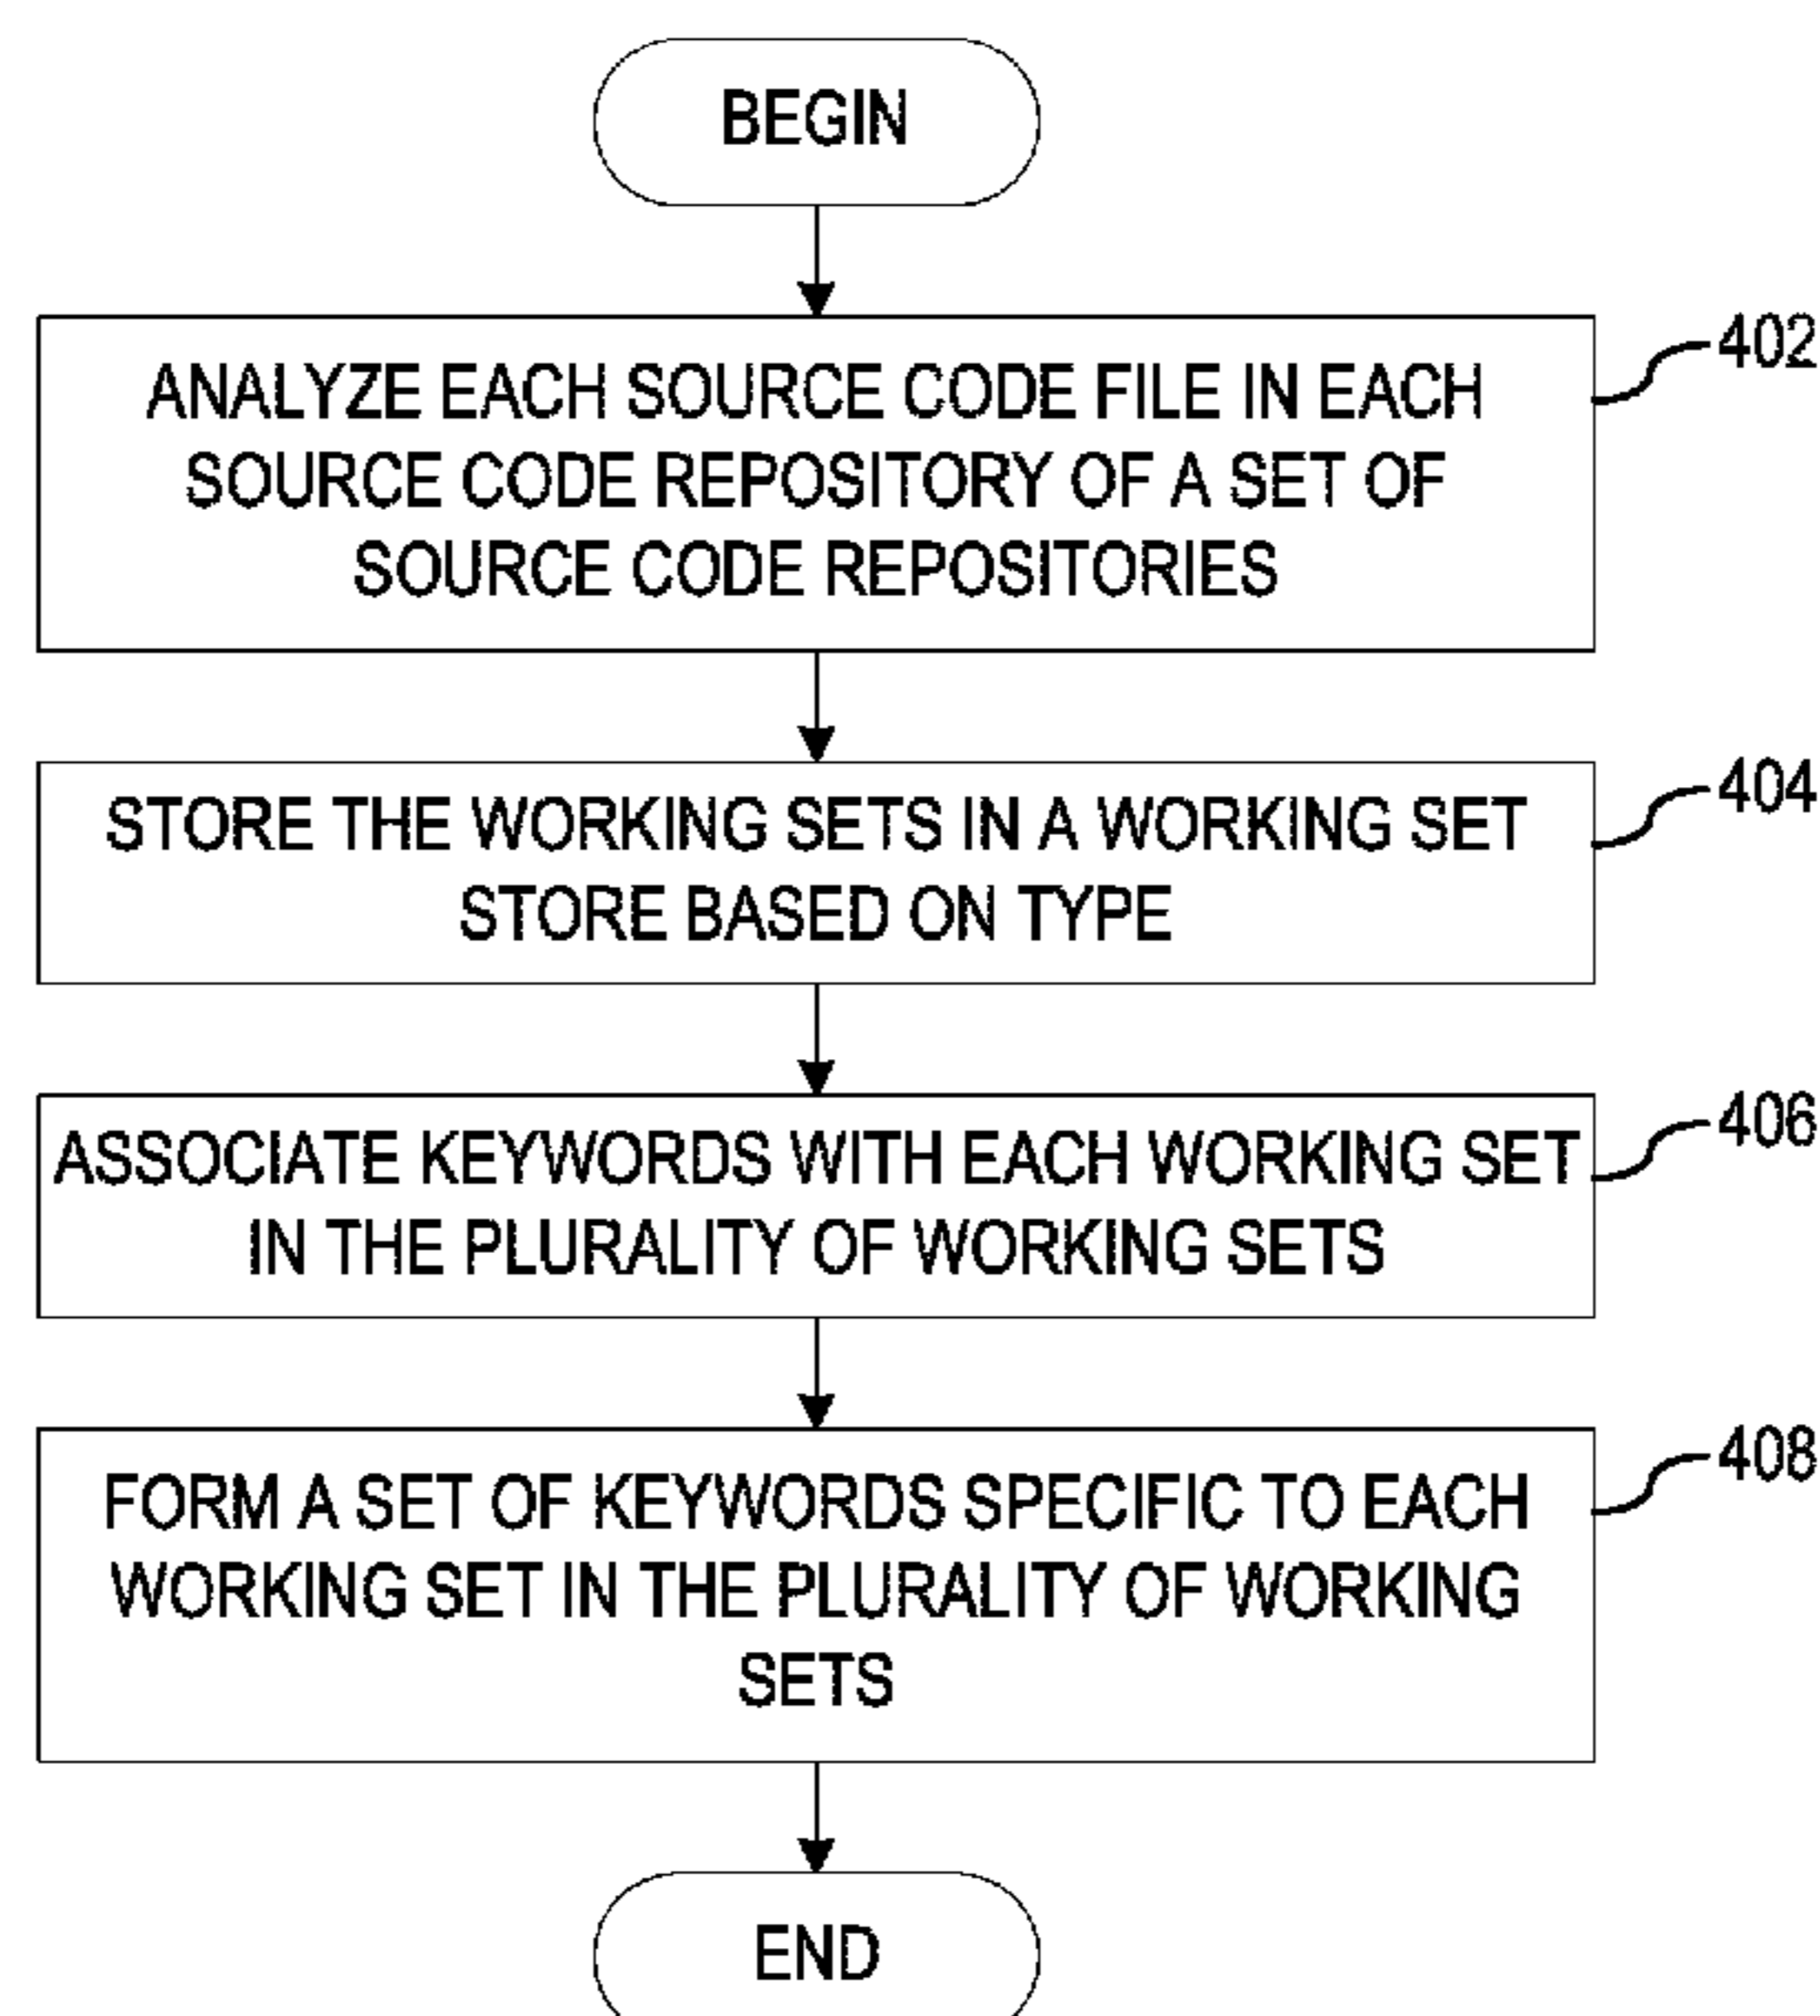 BEGIN
ANALYZE EACH SOURCE CODE FILE IN EACH
SOURCE CODE REPOSITORY OF A SET OF
SOURCE CODE REPOSITORIES
402
STORE THE WORKING SETS IN A WORKING SET
STORE BASED ON TYPE
404
ASSOCIATE KEYWORDS WITH EACH WORKING SET
IN THE PLURALITY OF WORKING SETS
406
FORM A SET OF KEYWORDS SPECIFIC TO EACH
WORKING SET IN THE PLURALITY OF WORKING
SETS
408
END